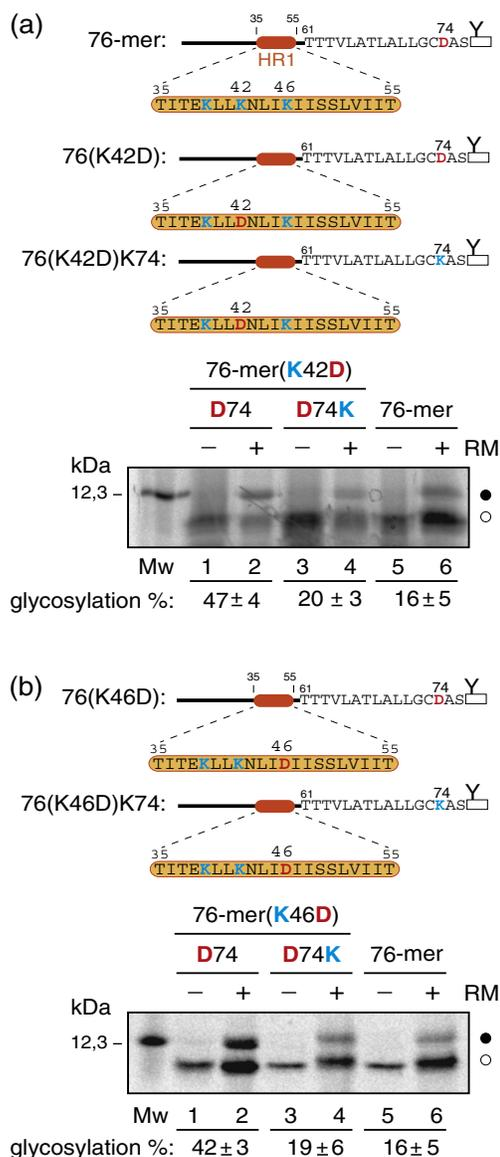 (a)
35 55 61 74 Y
76-mer: TTTVLATLALLGCDAS
HR1
35 42 46 55
TITEKLLKNLIKIISSLVIIT
61 74 Y
76(K42D): TTTVLATLALLGCDAS
35 42 55
TITEKLLDNLIKIISSLVIIT
61 74 Y
76(K42D)K74: TTTVLATLALLGCKAS
35 42 55
TITEKLLDNLIKIISSLVIIT
76-mer(K42D)
D74 D74K 76-mer
− + − + − + RM
kDa
12,3 – ● ○
Mw 1 2 3 4 5 6
glycosylation %: 47±4 20 ±3 16±5
(b)
35 55 61 74 Y
76(K46D): TTTVLATLALLGCDAS
35 46 55
TITEKLLKNLIDIISSLVIIT
61 74 Y
76(K46D)K74: TTTVLATLALLGCKAS
35 46 55
TITEKLLKNLIDIISSLVIIT
76-mer(K46D)
D74 D74K 76-mer
− + − + − + RM
kDa
12,3 – ● ○
Mw 1 2 3 4 5 6
glycosylation %: 42±3 19±6 16±5